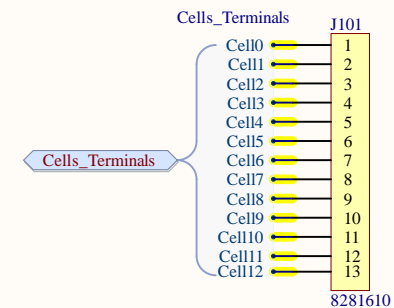 Cells_Terminals J101
Cell0 1
Cell1 2
Cell2 3
Cell3 4
Cell4 5
Cell5 6
Cells_Terminals Cell6 7
Cell7 8
Cell8 9
Cell9 10
Cell10 11
Cell11 12
Cell12 13
8281610